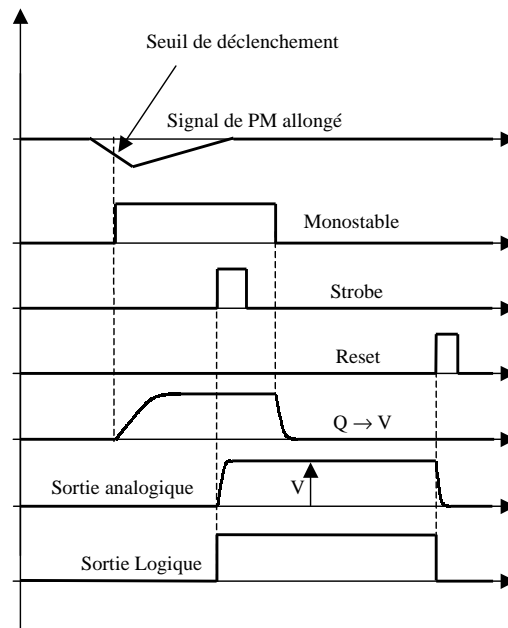 Seuil de déclenchement
Signal de PM allongé
Monostable
Strobe
Reset
Q → V
Sortie analogique
V
Sortie Logique